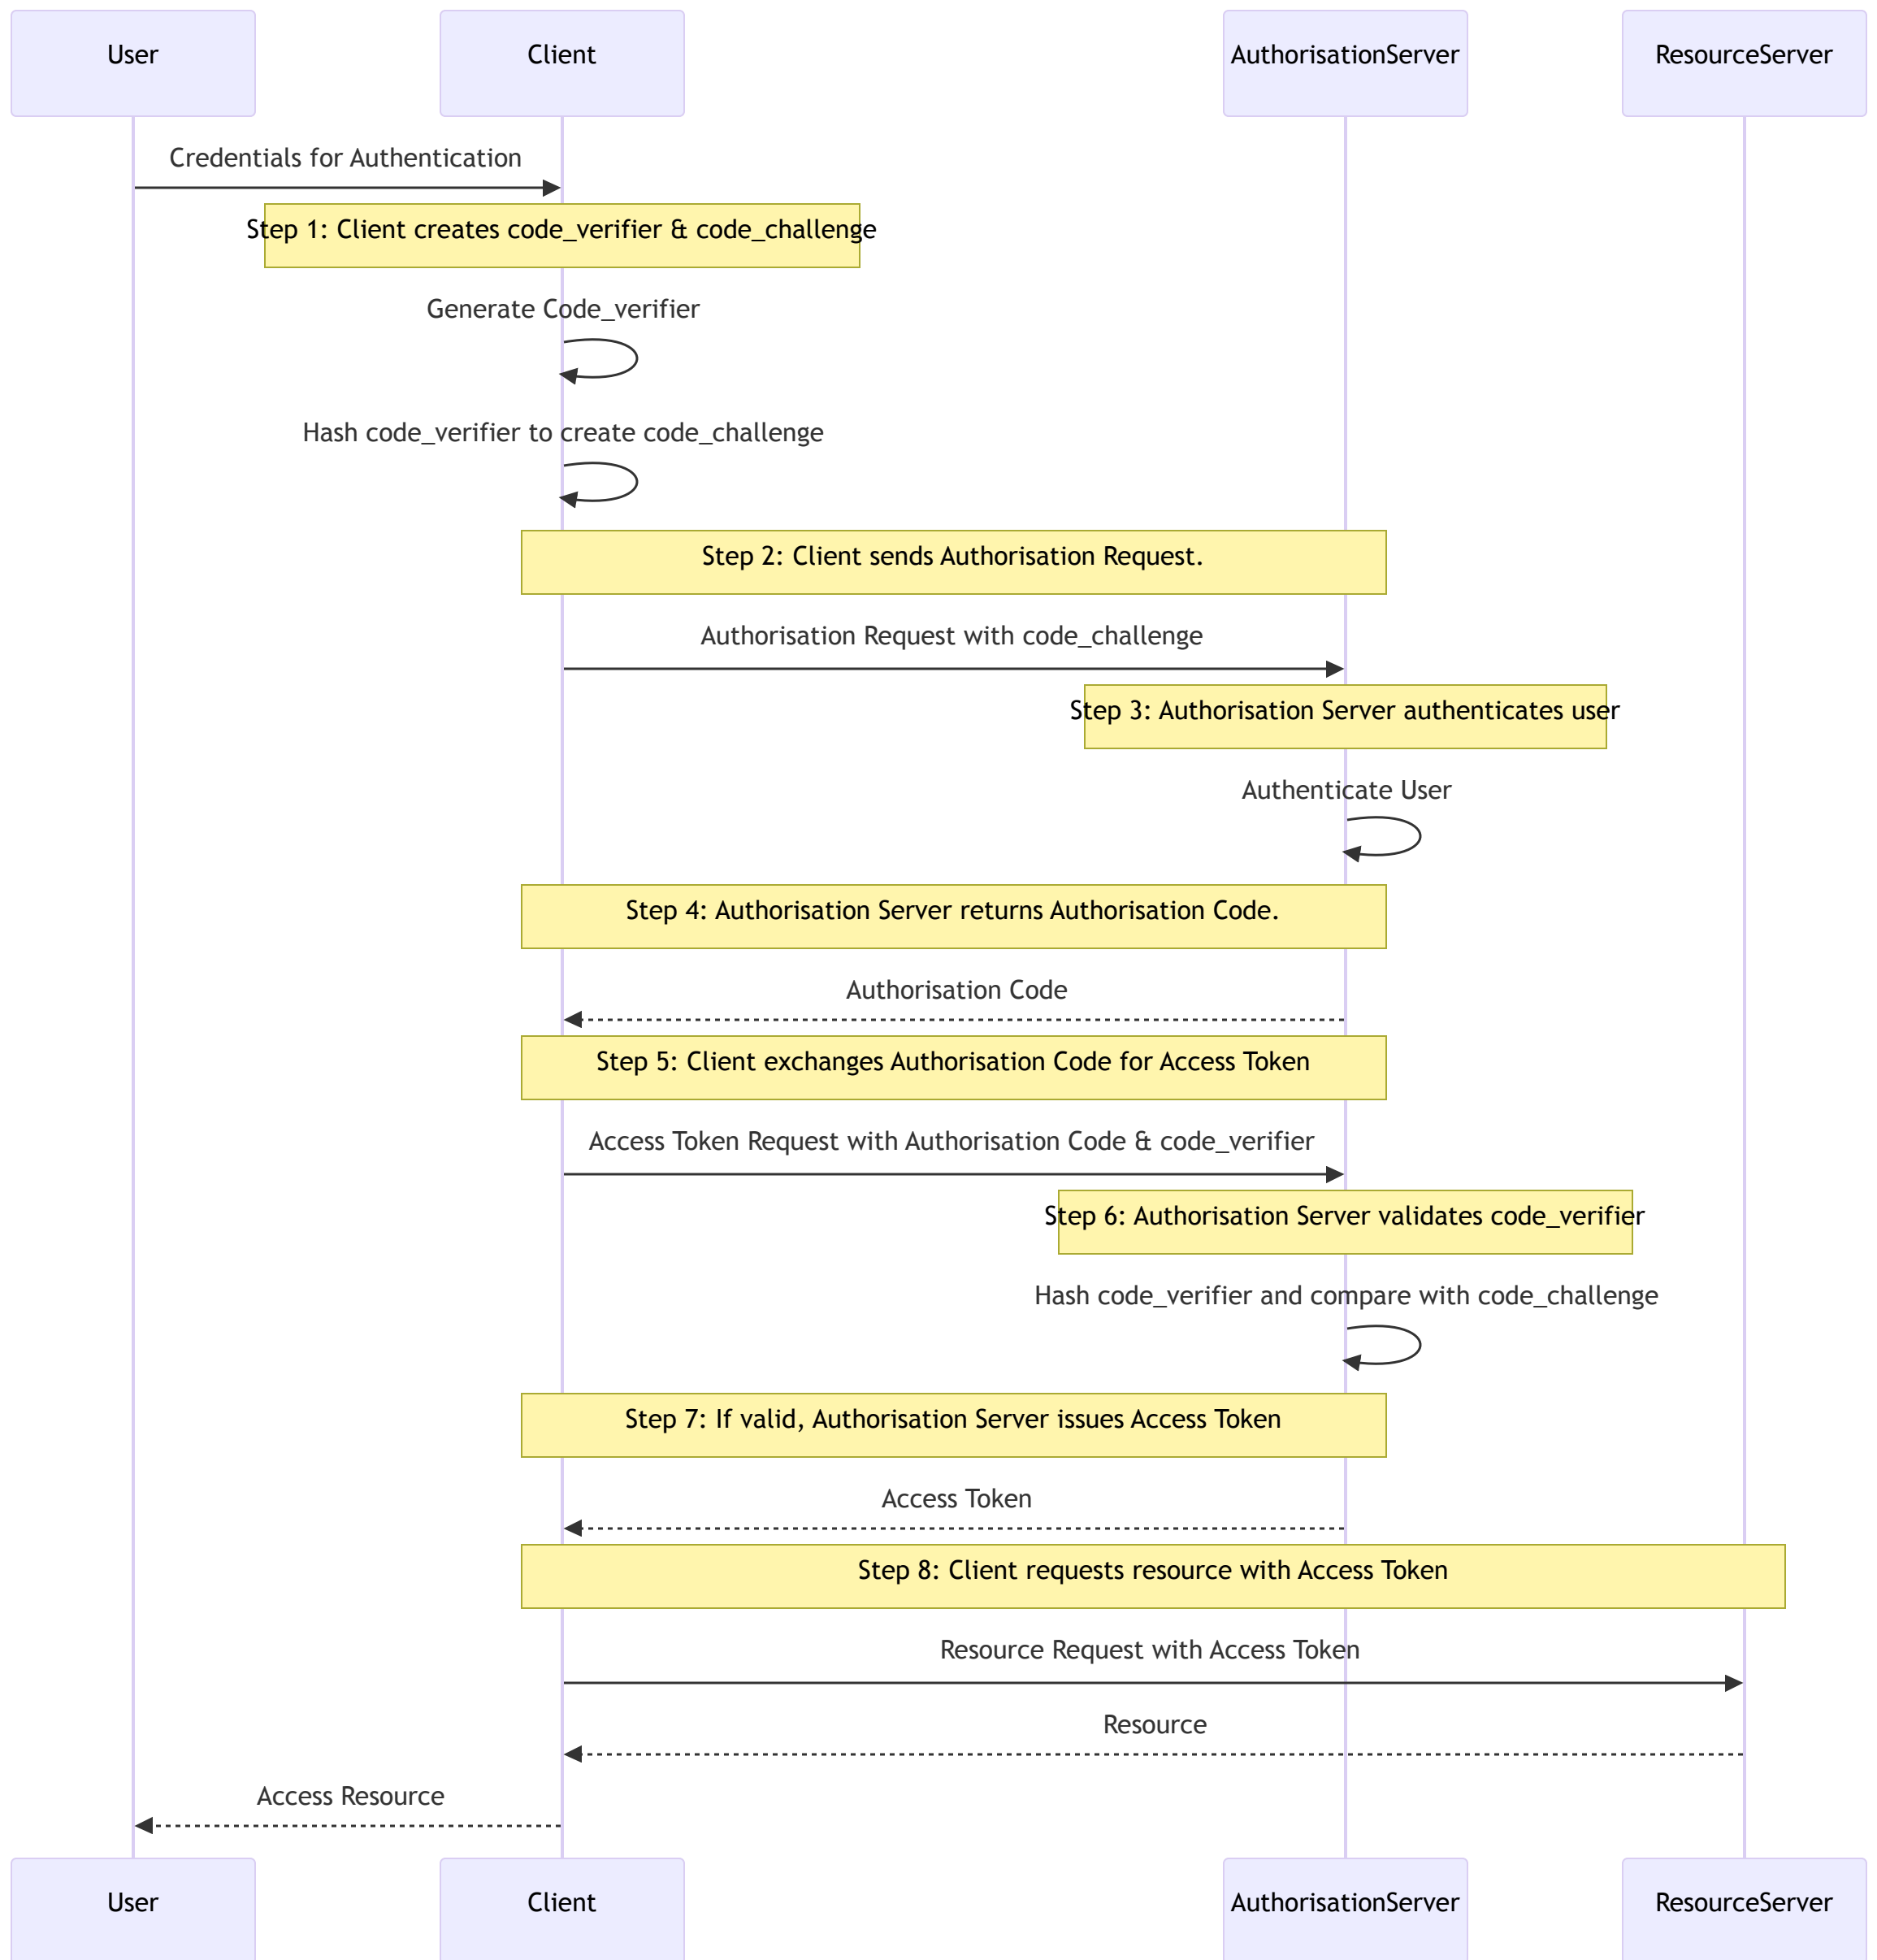 User
Client
AuthorisationServer
ResourceServer
Credentials for Authentication
Step 1: Client creates code_verifier & code_challenge
Generate Code_verifier
Hash code_verifier to create code_challenge
Step 2: Client sends Authorisation Request.
Authorisation Request with code_challenge
Step 3: Authorisation Server authenticates user
Authenticate User
Step 4: Authorisation Server returns Authorisation Code.
Authorisation Code
Step 5: Client exchanges Authorisation Code for Access Token
Access Token Request with Authorisation Code & code_verifier
Step 6: Authorisation Server validates code_verifier
Hash code_verifier and compare with code_challenge
Step 7: If valid, Authorisation Server issues Access Token
Access Token
Step 8: Client requests resource with Access Token
Resource Request with Access Token
Resource
Access Resource
User
Client
AuthorisationServer
ResourceServer